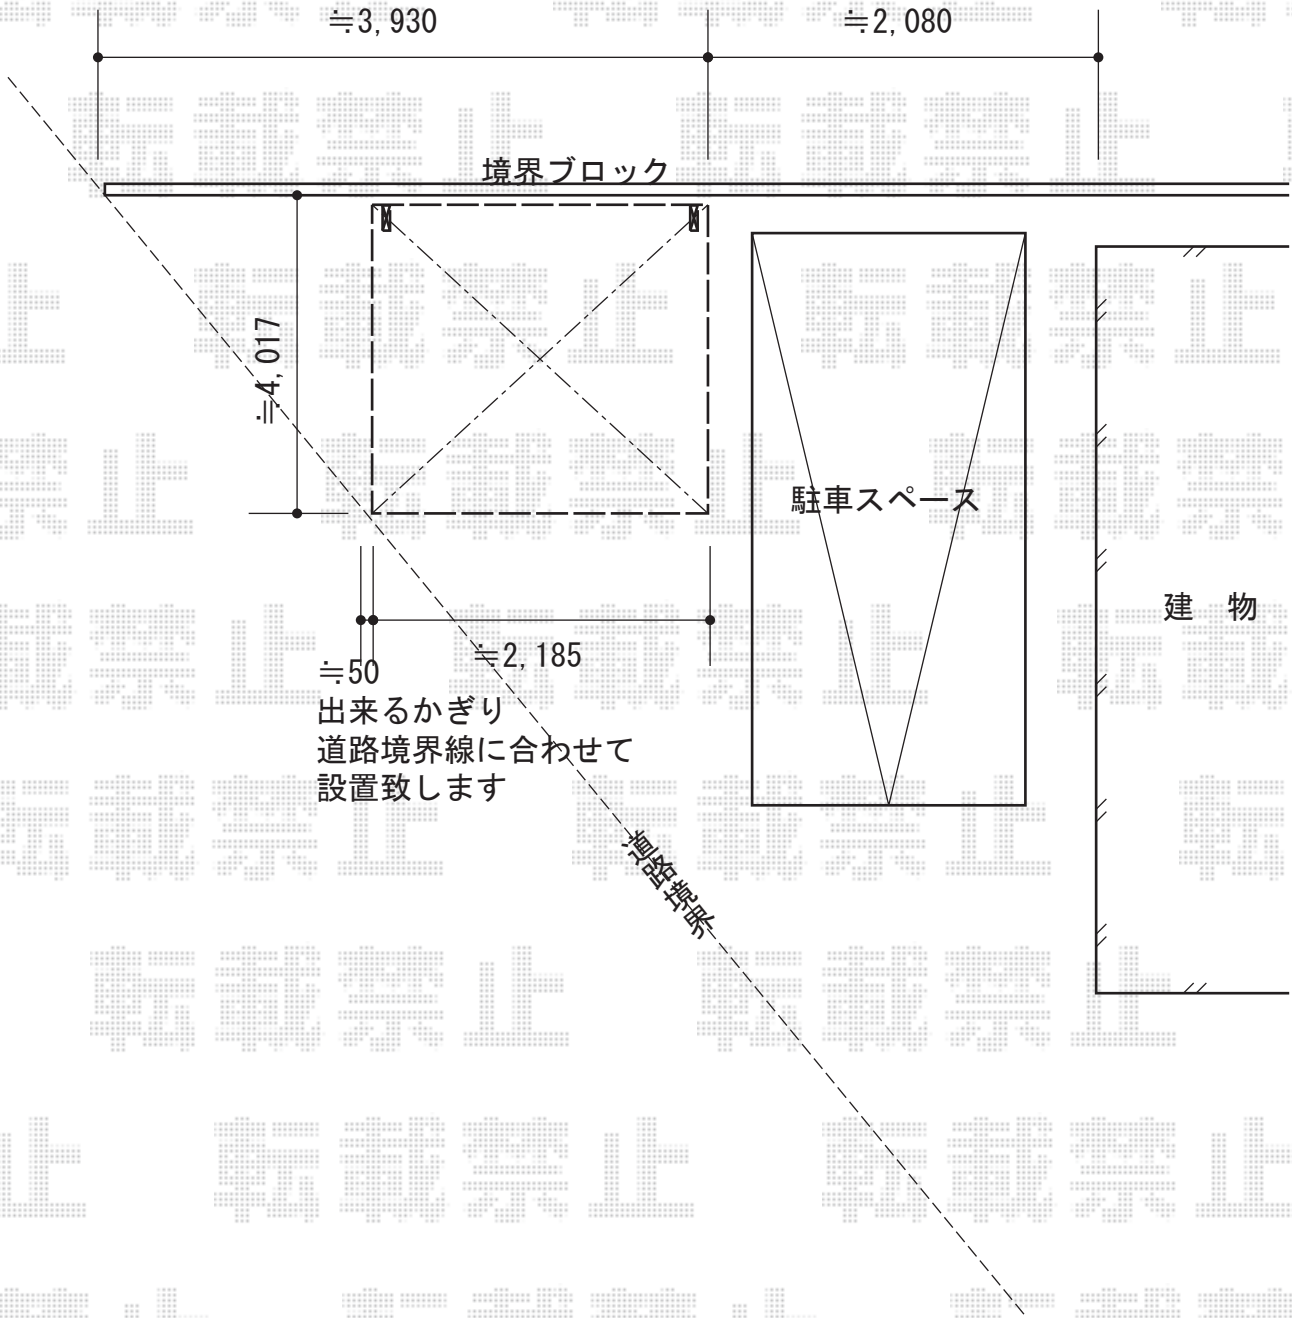 ≒3,930
≒2,080
境界ブロック
≒4,017
駐車スペース
建 物
≒2,185
≒50
出来るかぎり
道路境界線に合わせて
設置致します
道路境界
転載禁止